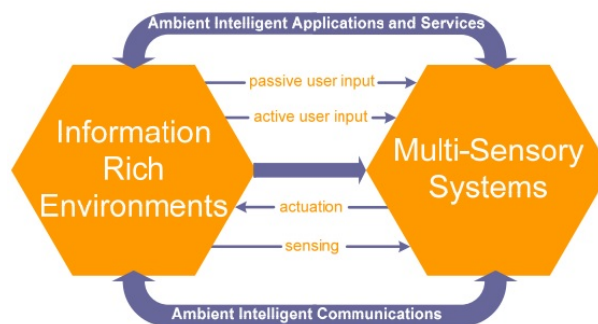 Ambient Intelligent Applications and Services
passive user input
active user input
Information
Rich
Environments
Multi-Sensory
Systems
actuation
sensing
Ambient Intelligent Communications